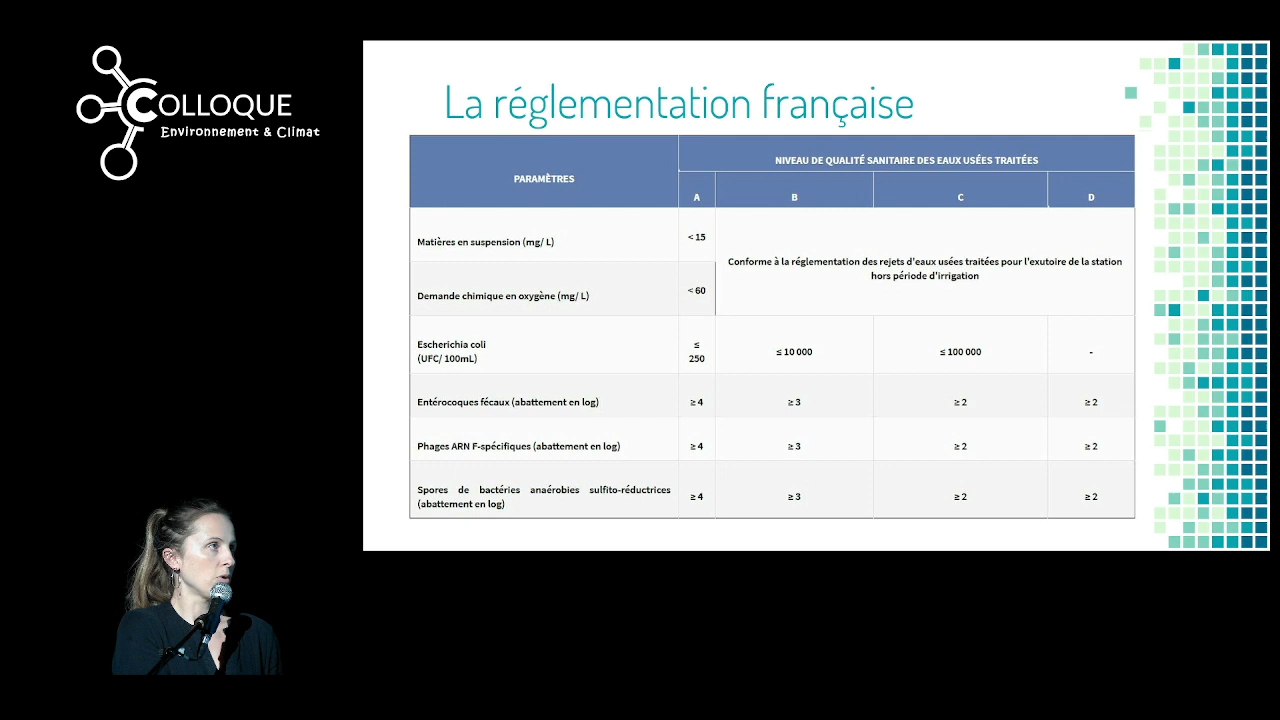 COLLOQUE
Environnement & Climat
La réglementation française
PARAMÈTRES
NIVEAU DE QUALITÉ SANITAIRE DES EAUX USÉES TRAITÉES
A B C D
Matières en suspension (mg/ L) < 15
Conforme à la réglementation des rejets d'eaux usées traitées pour l'exutoire de la station
hors période d'irrigation
Demande chimique en oxygène (mg/ L) < 60
Escherichia coli
(UFC/ 100mL)
≤
250
≤ 10 000 ≤ 100 000 -
Entérocoques fécaux (abattement en log) ≥ 4 ≥ 3 ≥ 2 ≥ 2
Phages ARN F-spécifiques (abattement en log) ≥ 4 ≥ 3 ≥ 2 ≥ 2
Spores de bactéries anaérobies sulfito-réductrices
(abattement en log)
≥ 4 ≥ 3 ≥ 2 ≥ 2